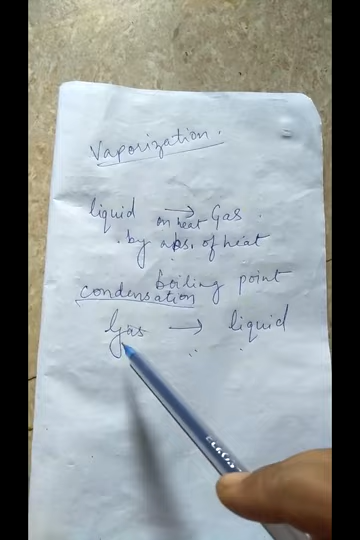 Vaporization.
liquid → Gas.
on heat
by abs. of heat
boiling point
condensation
Gas → liquid